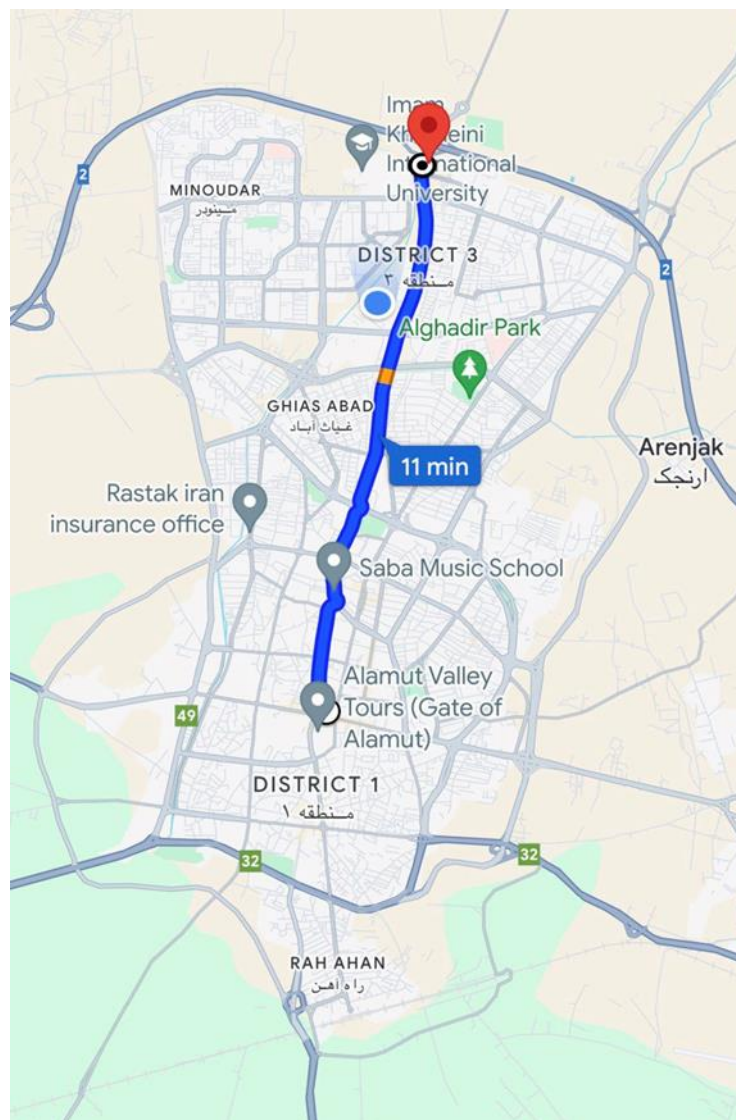 Imam
Khomeini
International
University
2
MINOUDAR
مینودر
DISTRICT 3
منطقه ۳
2
Alghadir Park
GHIAS ABAD
غیاث آباد
11 min
Arenjak
ارنجک
Rastak iran
insurance office
Saba Music School
Alamut Valley
Tours (Gate of
Alamut)
49
DISTRICT 1
منطقه ۱
32
32
RAH AHAN
راه آهن